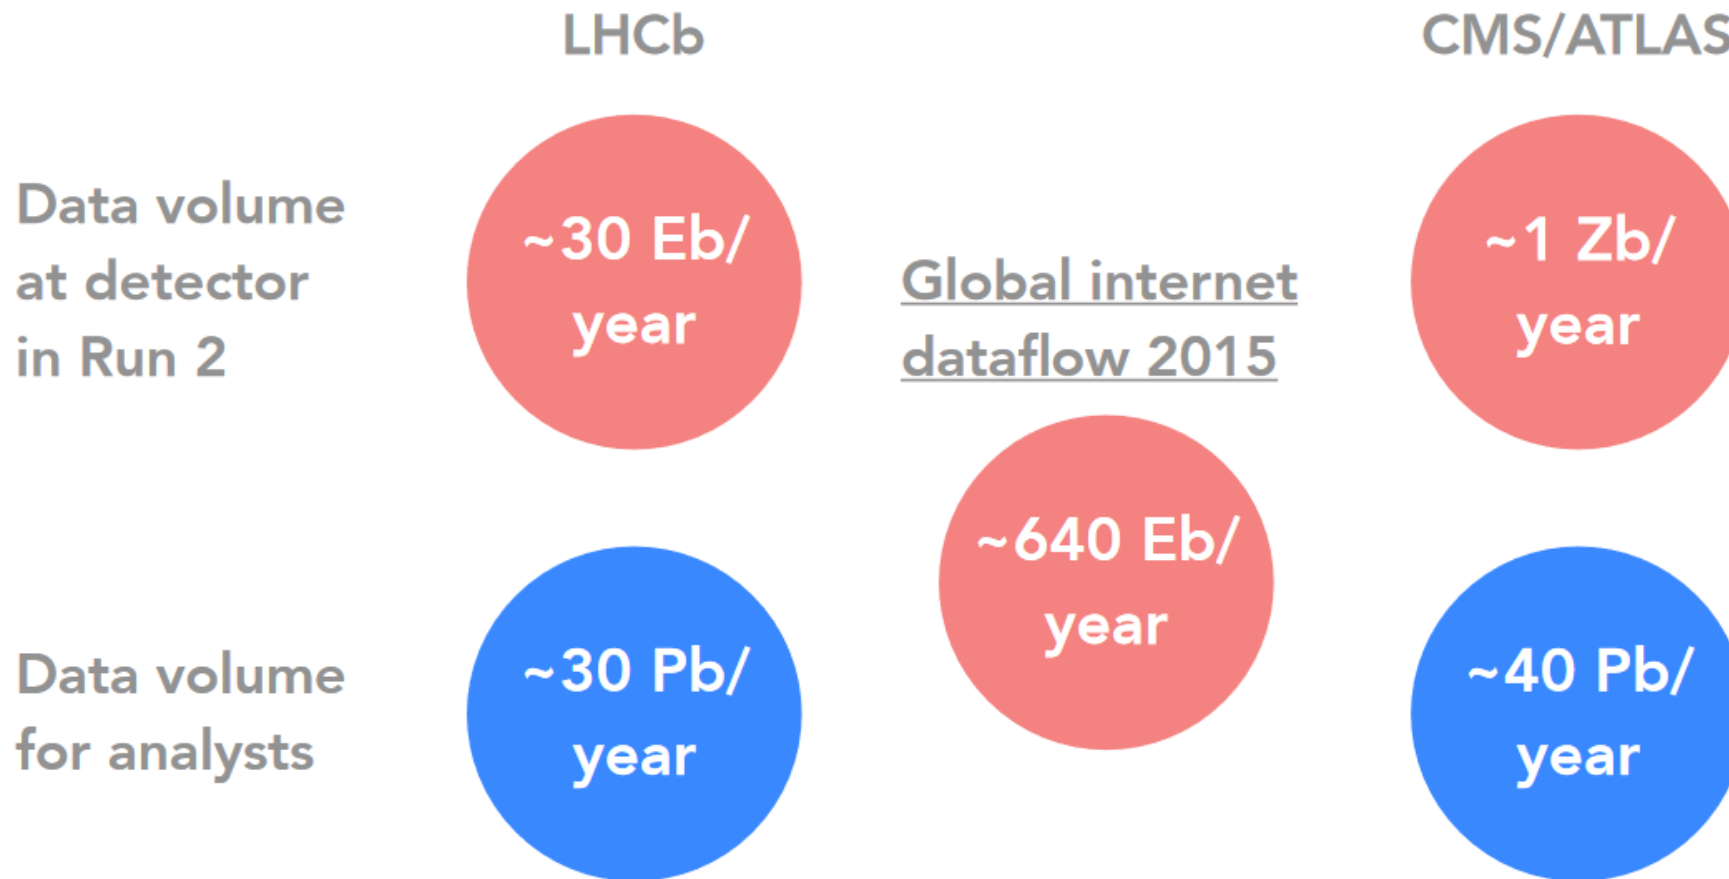 LHCb
CMS/ATLAS
Data volume
at detector
in Run 2
~30 Eb/
year
Global internet
dataflow 2015
~640 Eb/
year
~1 Zb/
year
Data volume
for analysts
~30 Pb/
year
~40 Pb/
year